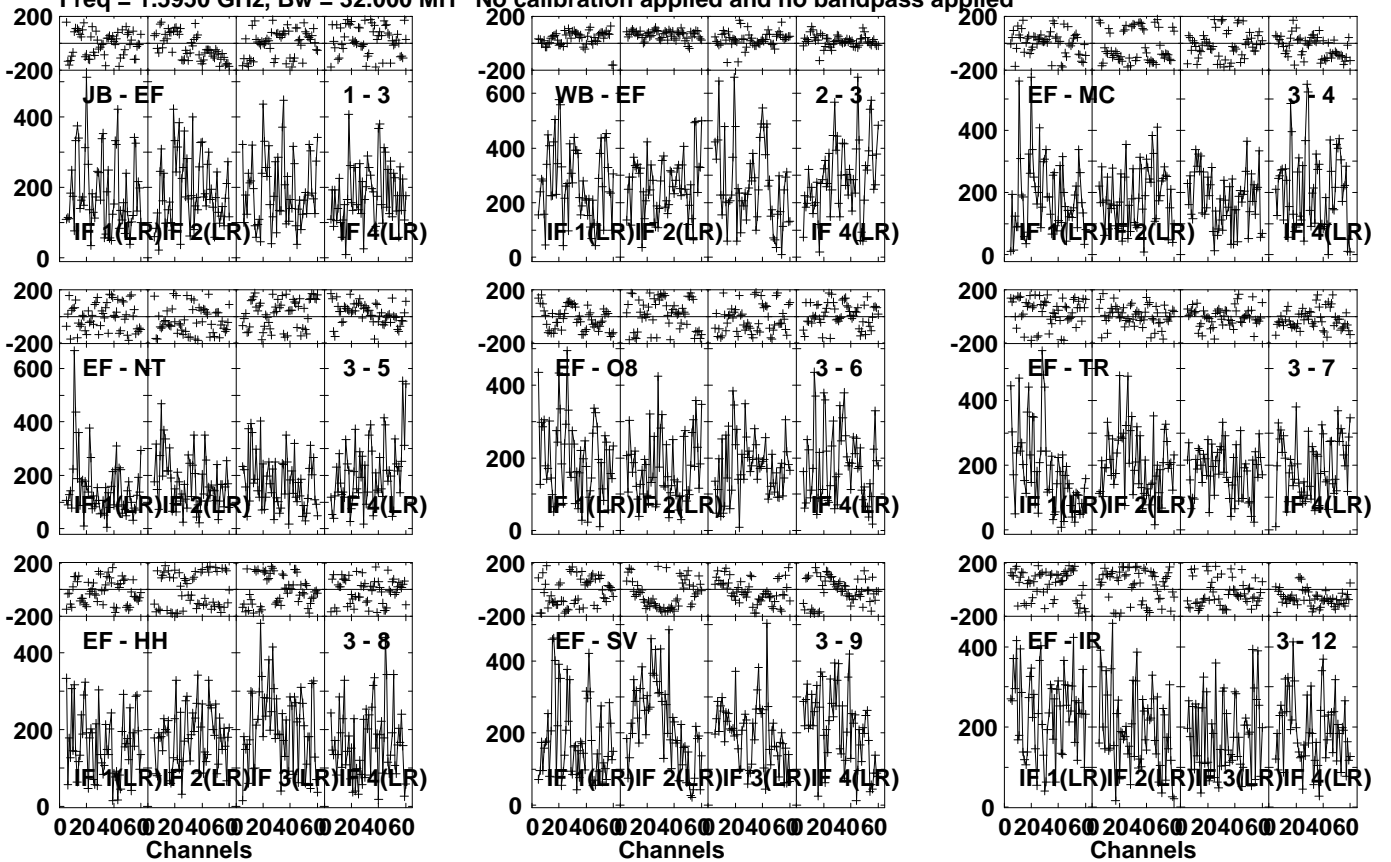 Freq = 1.5950 GHz, Bw = 32.000 MH No calibration applied and no bandpass applied
200
-200
JB - EF 1 - 3
400
200
0
IF 1(LR) IF 2(LR) IF 4(LR)
200
-200
WB - EF 2 - 3
600
400
200
0
IF 1(LR) IF 2(LR) IF 4(LR)
200
-200
EF - MC 3 - 4
400
200
0
IF 1(LR) IF 2(LR) IF 4(LR)
200
-200
EF - NT 3 - 5
600
400
200
0
IF 1(LR) IF 2(LR) IF 4(LR)
200
-200
EF - O8 3 - 6
400
200
0
IF 1(LR) IF 2(LR) IF 4(LR)
200
-200
EF - TR 3 - 7
400
200
0
IF 1(LR) IF 2(LR) IF 4(LR)
200
-200
EF - HH 3 - 8
400
200
0
IF 1(LR) IF 2(LR) IF 3(LR) IF 4(LR)
0 20 40 60 0 20 40 60 0 20 40 60 0 20 40 60
Channels
200
-200
EF - SV 3 - 9
400
200
0
IF 1(LR) IF 2(LR) IF 3(LR) IF 4(LR)
0 20 40 60 0 20 40 60 0 20 40 60 0 20 40 60
Channels
200
-200
EF - IR 3 - 12
400
200
0
IF 1(LR) IF 2(LR) IF 3(LR) IF 4(LR)
0 20 40 60 0 20 40 60 0 20 40 60 0 20 40 60
Channels